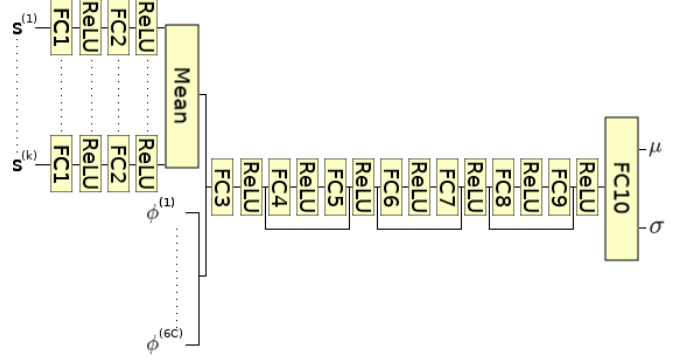 s(1) FC1 ReLU FC2 ReLU
Mean
s(k) FC1 ReLU FC2 ReLU
FC3 ReLU FC4 ReLU FC5 ReLU FC6 ReLU FC7 ReLU FC8 ReLU FC9 ReLU
FC10
μ
σ
ϕ(1)
ϕ(6C)